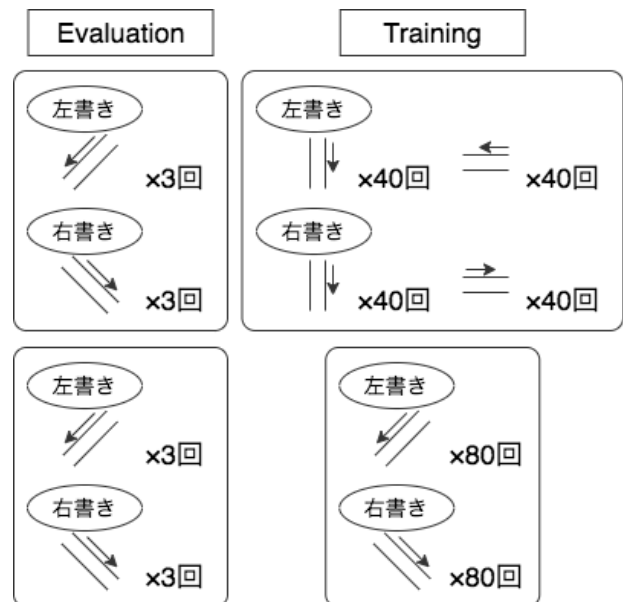 Evaluation
Training
左書き
×3回
右書き
×3回
左書き
×40回
×40回
右書き
×40回
×40回
左書き
×3回
右書き
×3回
左書き
×80回
右書き
×80回